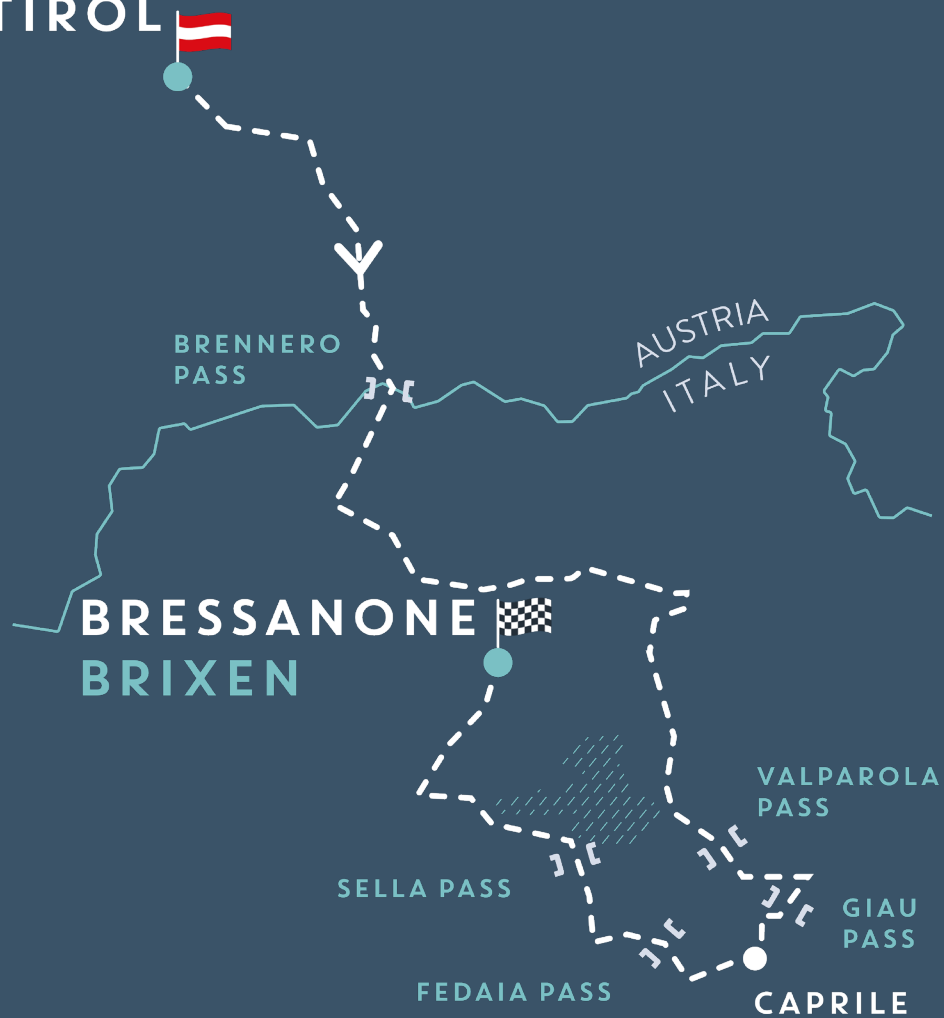 TIROL
BRENNERO
PASS
AUSTRIA
ITALY
BRESSANONE
BRIXEN
VALPAROLA
PASS
SELLA PASS
GIAU
PASS
FEDAIA PASS
CAPRILE